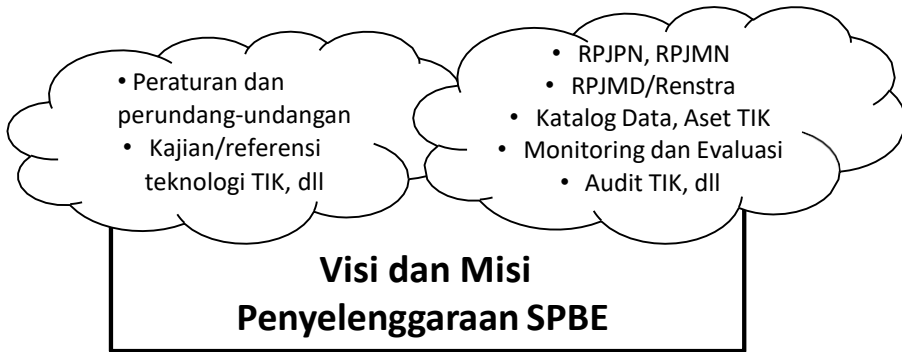 • Peraturan dan
perundang-undangan
• Kajian/referensi
teknologi TIK, dll
• RPJPN, RPJMN
• RPJMD/Renstra
• Katalog Data, Aset TIK
• Monitoring dan Evaluasi
• Audit TIK, dll
Visi dan Misi
Penyelenggaraan SPBE